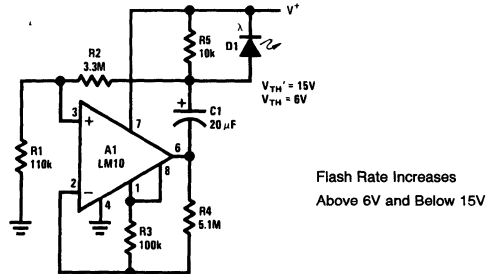 V+
R2
3.3M
R5
10k
λ
D1
VTH' = 15V
VTH = 6V
+
C1
20 μF
3
+
7
A1
LM10
6
8
R1
110k
2
−
4
1
R3
100k
R4
5.1M
Flash Rate Increases
Above 6V and Below 15V